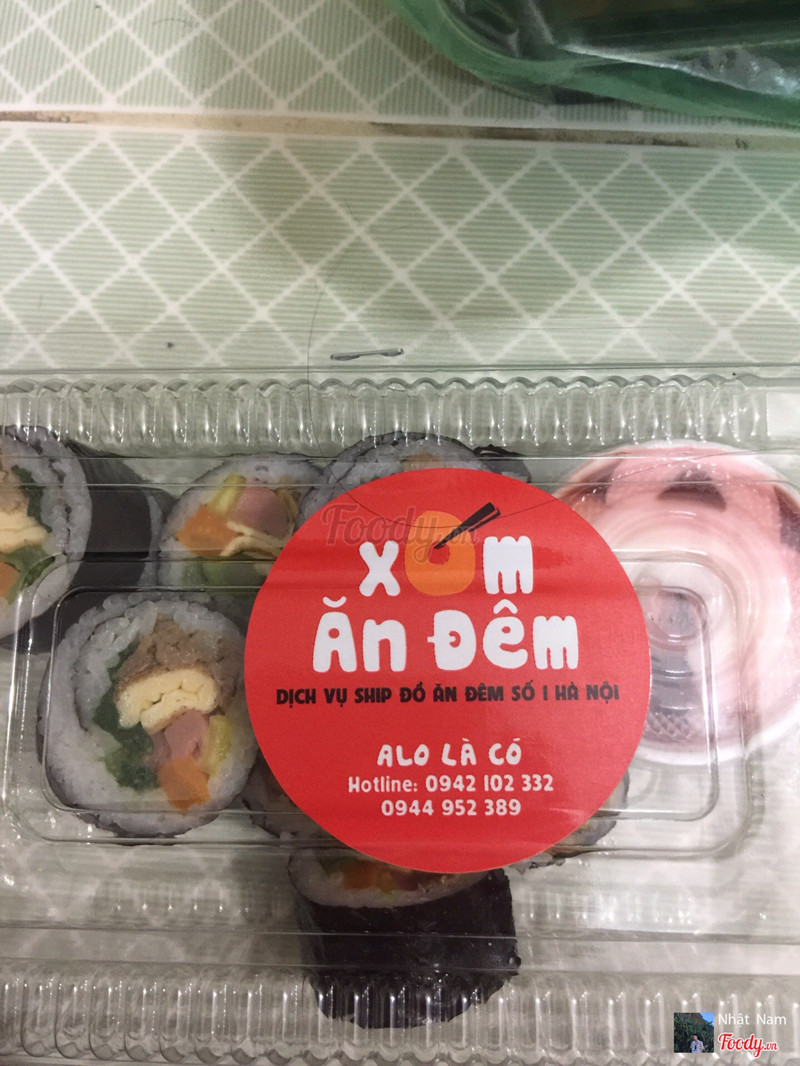 Foody.vn
XOM
ĂN ĐÊM
DỊCH VỤ SHIP ĐỒ ĂN ĐÊM SỐ 1 HÀ NỘI
ALO LÀ CÓ
Hotline: 0942 102 332
0944 952 389
Nhật Nam
Foody.vn